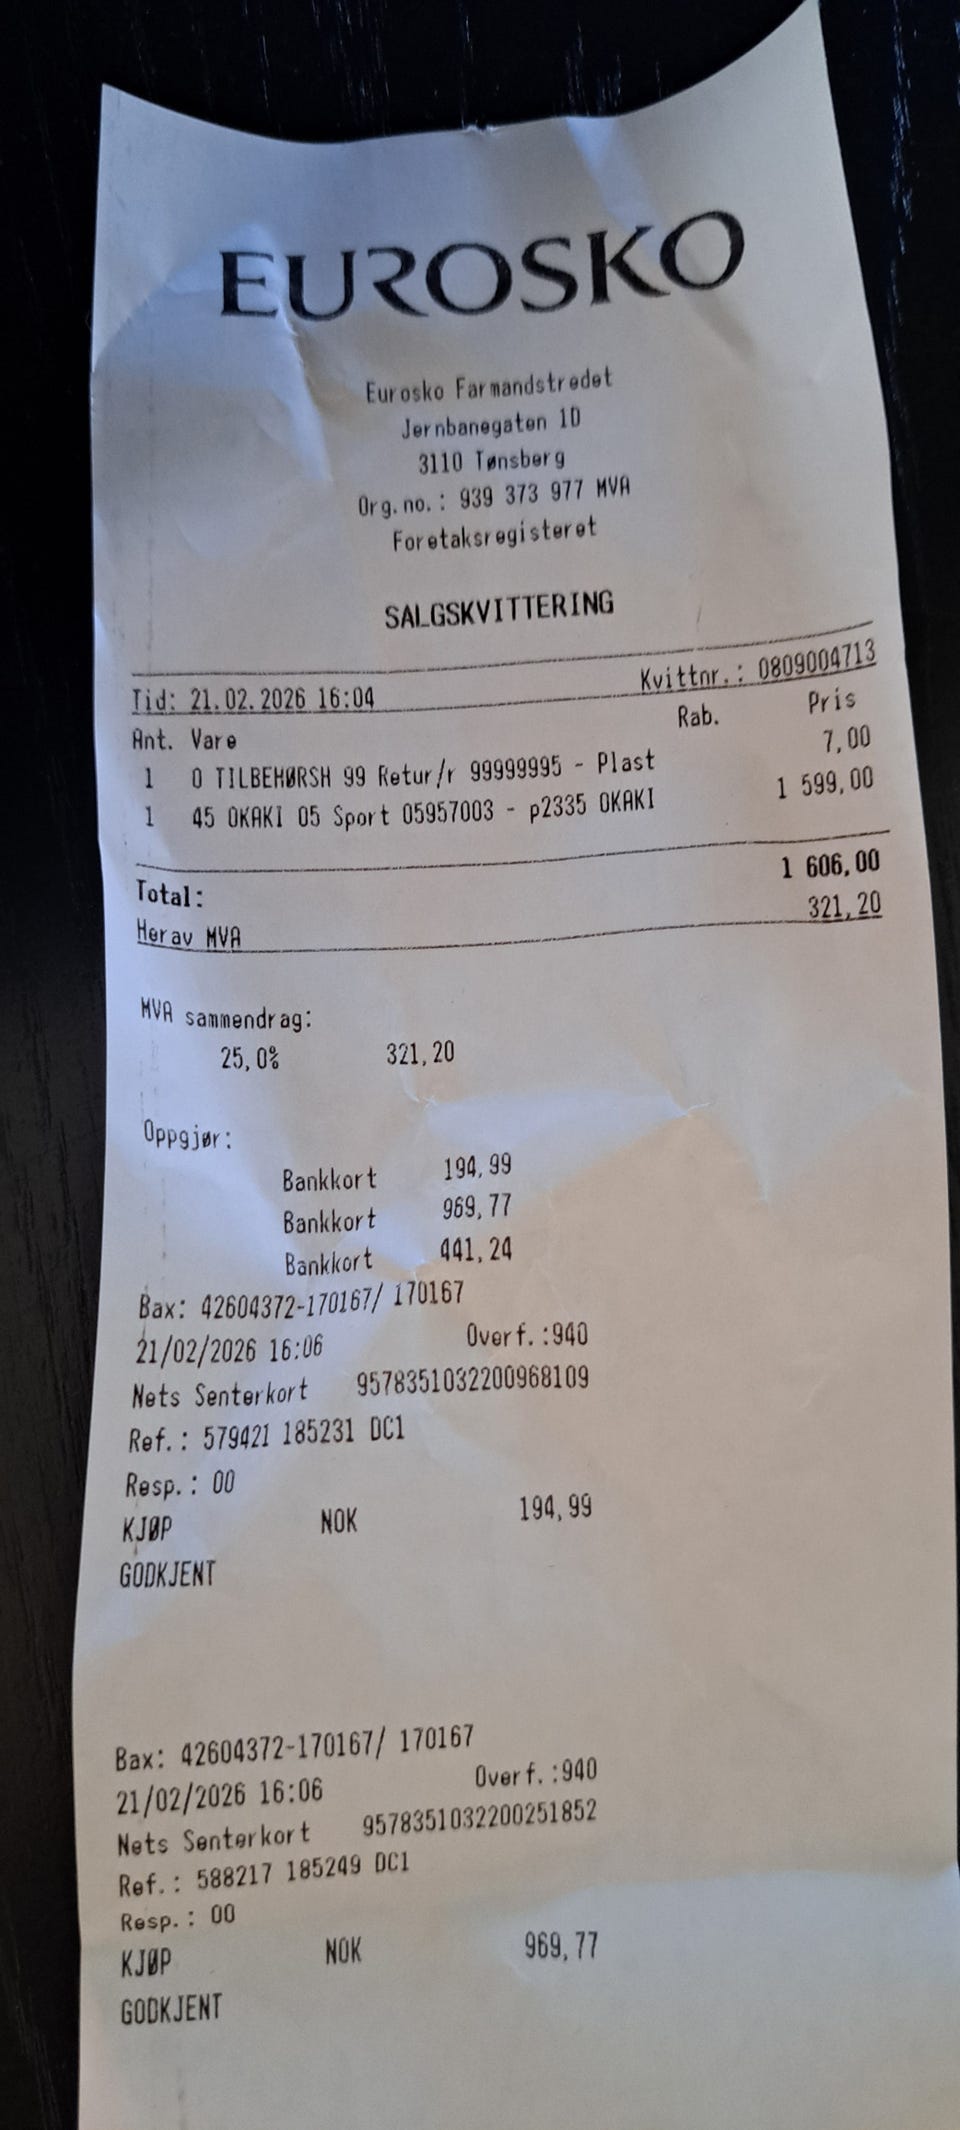 EUROSKO
Eurosko Farmandstredet
Jernbanegaten 1D
3110 Tønsberg
Org.no.: 939 373 977 MVA
Foretaksregisteret
SALGSKVITTERING
Tid: 21.02.2026 16:04 Kvittnr.: 0809004713
Ant. Vare Rab. Pris
1 0 TILBEHØRSH 99 Retur/r 99999995 - Plast 7,00
1 45 OKAKI 05 Sport 05957003 - p2335 OKAKI 1 599,00
Total: 1 606,00
Herav MVA 321,20
MVA sammendrag:
25,0% 321,20
Oppgjør:
Bankkort 194,99
Bankkort 969,77
Bankkort 441,24
Bax: 42604372-170167/ 170167
21/02/2026 16:06 Overf.:940
Nets Senterkort 9578351032200968109
Ref.: 579421 185231 DC1
Resp.: 00
KJØP NOK 194,99
GODKJENT
Bax: 42604372-170167/ 170167
21/02/2026 16:06 Overf.:940
Nets Senterkort 9578351032200251852
Ref.: 588217 185249 DC1
Resp.: 00
KJØP NOK 969,77
GODKJENT